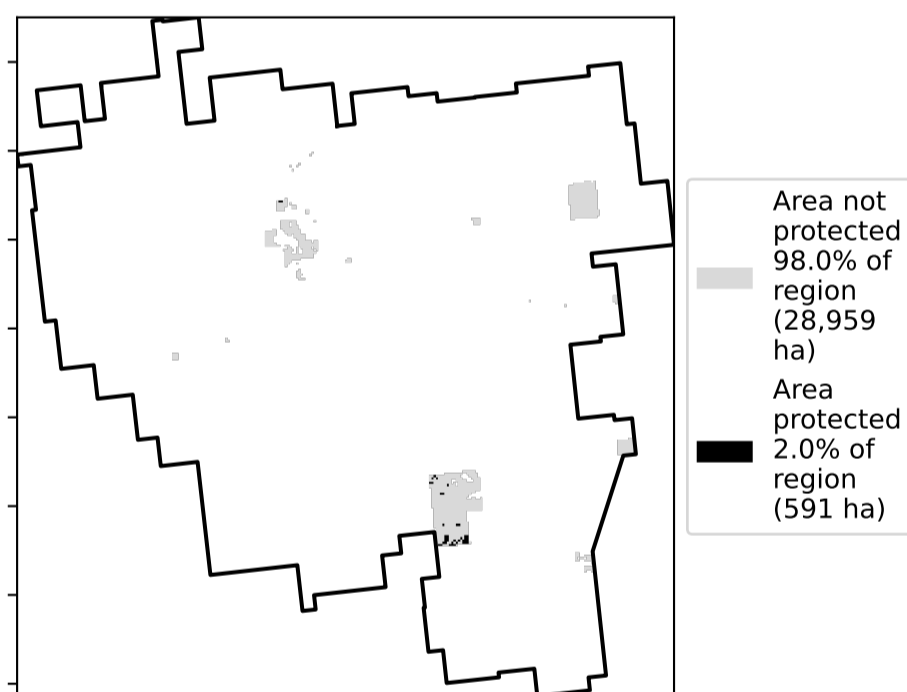 Area not
protected
98.0% of
region
(28,959
ha)
Area
protected
2.0% of
region
(591 ha)